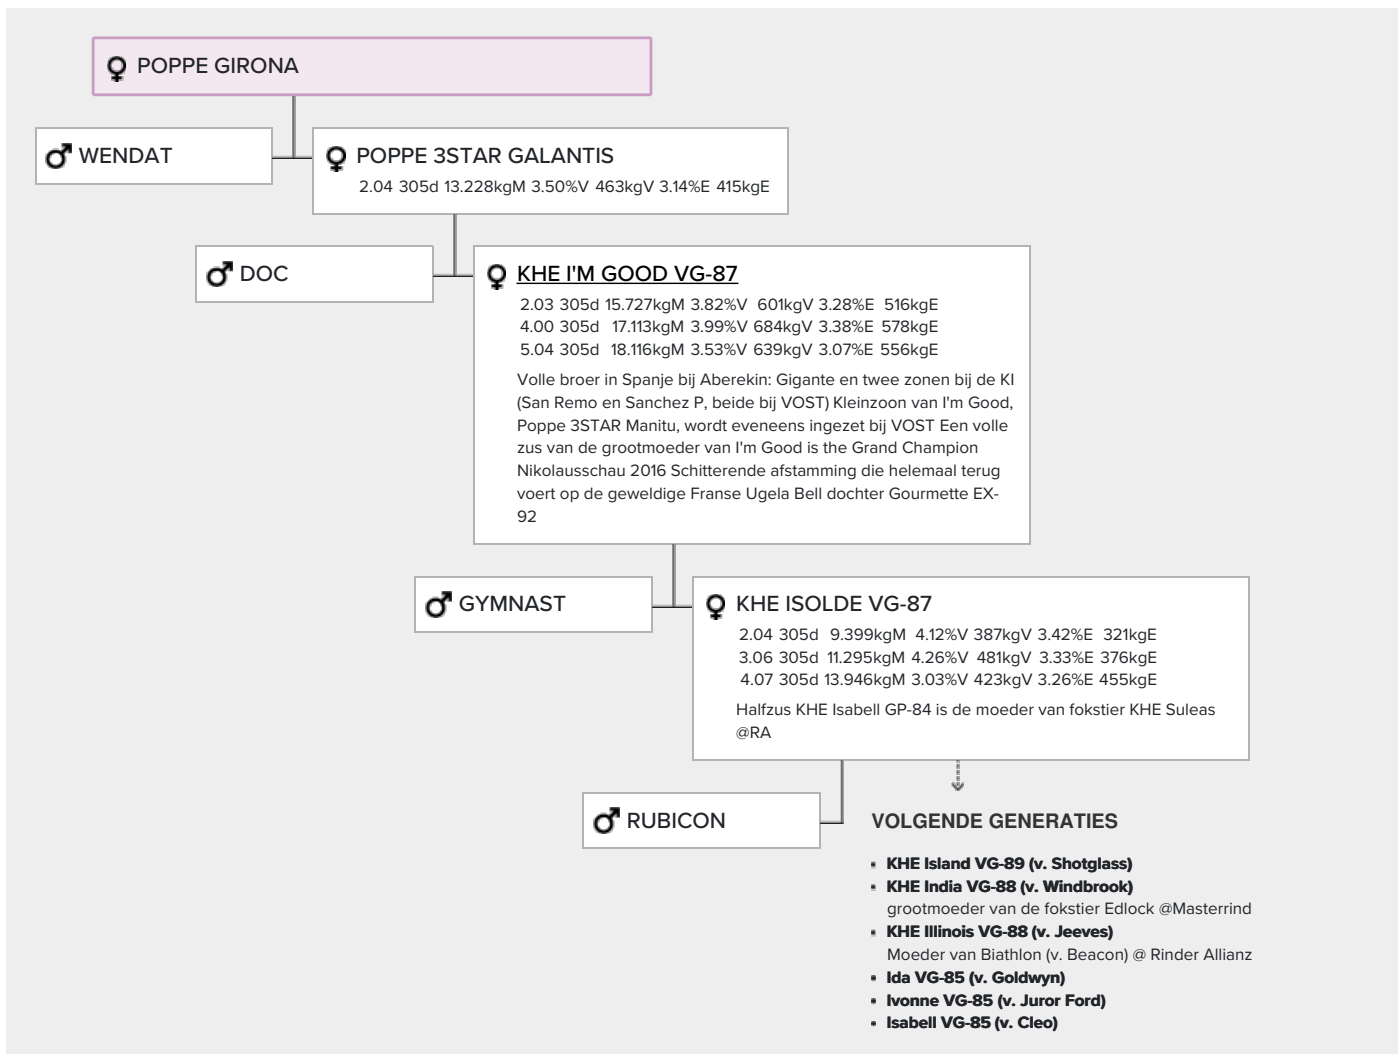 POPPE GIRONA
WENDAT
POPPE 3STAR GALANTIS
2.04 305d 13.228kgM 3.50%V 463kgV 3.14%E 415kgE
DOC
KHE I'M GOOD VG-87
2.03 305d 15.727kgM 3.82%V 601kgV 3.28%E 516kgE
4.00 305d 17.113kgM 3.99%V 684kgV 3.38%E 578kgE
5.04 305d 18.116kgM 3.53%V 639kgV 3.07%E 556kgE
Volle broer in Spanje bij Aberekin: Gigante en twee zonen bij de KI
(San Remo en Sanchez P, beide bij VOST) Kleinzoon van I'm Good,
Poppe 3STAR Manitu, wordt eveneens ingezet bij VOST Een volle
zus van de grootmoeder van I'm Good is the Grand Champion
Nikolausschau 2016 Schitterende afstamming die helemaal terug
voert op de geweldige Franse Ugela Bell dochter Gourmette EX-
92
GYMNAST
KHE ISOLDE VG-87
2.04 305d 9.399kgM 4.12%V 387kgV 3.42%E 321kgE
3.06 305d 11.295kgM 4.26%V 481kgV 3.33%E 376kgE
4.07 305d 13.946kgM 3.03%V 423kgV 3.26%E 455kgE
Halfzus KHE Isabell GP-84 is de moeder van fokstier KHE Suleas
@RA
RUBICON
VOLGENDE GENERATIES
KHE Island VG-89 (v. Shotglass)
KHE India VG-88 (v. Windbrook)
grootmoeder van de fokstier Edlock @Masterrind
KHE Illinois VG-88 (v. Jeeves)
Moeder van Biathlon (v. Beacon) @ Rinder Allianz
Ida VG-85 (v. Goldwyn)
Ivonne VG-85 (v. Juror Ford)
Isabell VG-85 (v. Cleo)